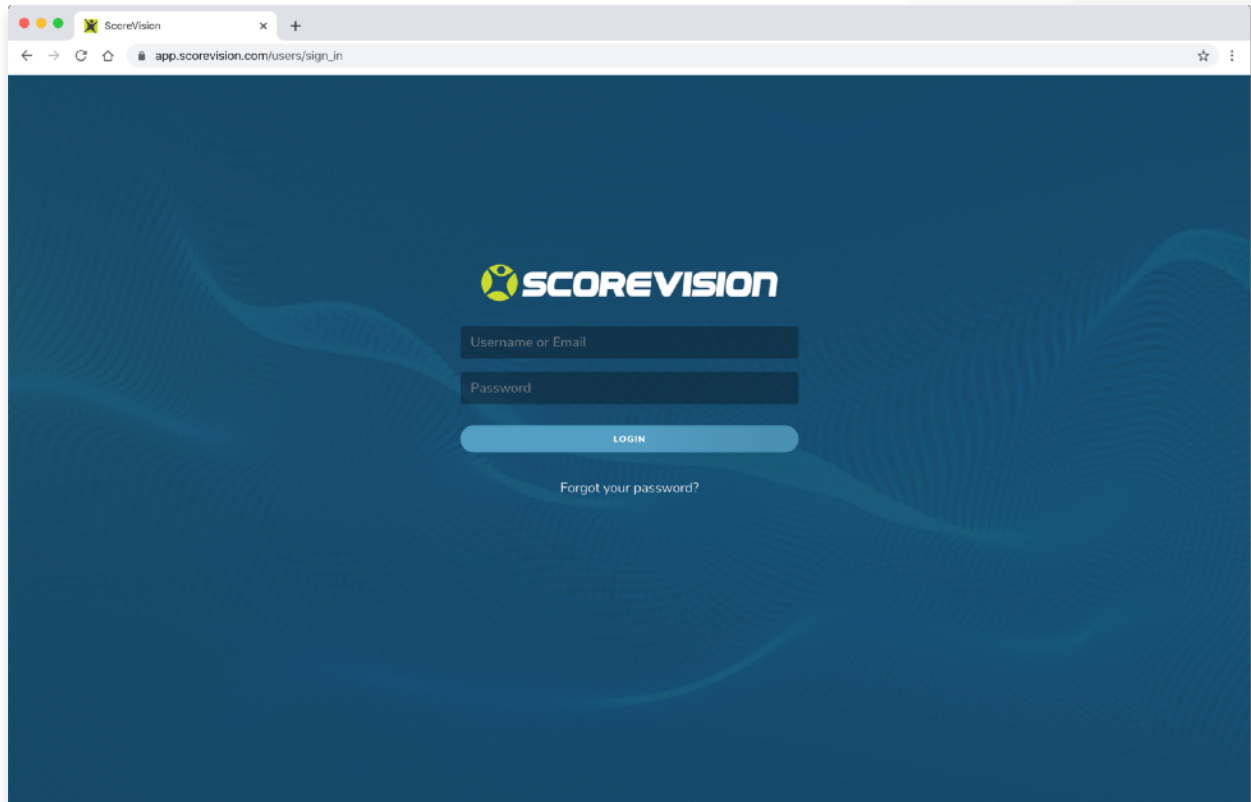 ScoreVision
app.scorevision.com/users/sign_in
SCOREVISION
Username or Email
Password
LOGIN
Forgot your password?